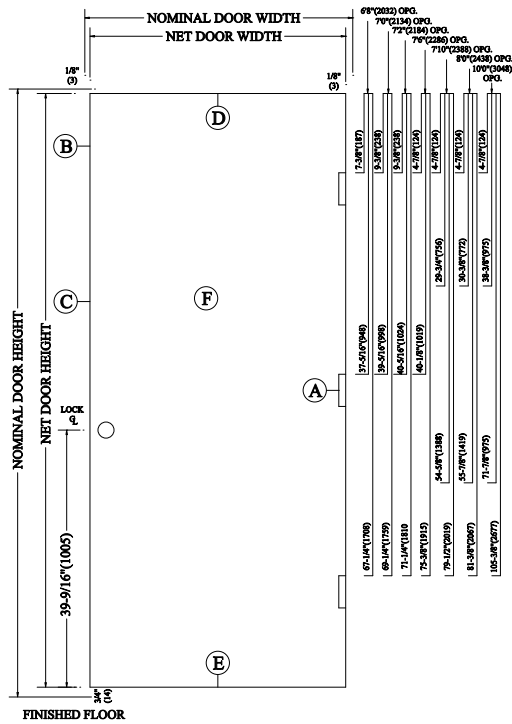 NOMINAL DOOR WIDTH
NET DOOR WIDTH
6'8"(2032) OPG.
7'0"(2134) OPG.
7'2"(2184) OPG.
7'6"(2286) OPG.
7'10"(2388) OPG.
8'0"(2438) OPG.
10'0"(3048)
OPG.
1/8"
(3)
1/8"
(3)
D
B
7-3/8"(187)
9-3/8"(238)
9-3/8"(238)
4-7/8"(124)
4-7/8"(124)
4-7/8"(124)
4-7/8"(124)
29-3/4"(756)
30-3/8"(772)
38-3/8"(975)
C
F
37-5/16"(948)
39-5/16"(998)
40-5/16"(1024)
40-1/8"(1019)
A
NOMINAL DOOR HEIGHT
NET DOOR HEIGHT
LOCK
℄
54-5/8"(1388)
55-7/8"(1419)
71-7/8"(975)
39-9/16"(1005)
67-1/4"(1708)
69-1/4"(1759)
71-1/4"(1810
75-3/8"(1915)
79-1/2"(2019)
81-3/8"(2067)
105-3/8"(2677)
E
3/4"
(14)
FINISHED FLOOR